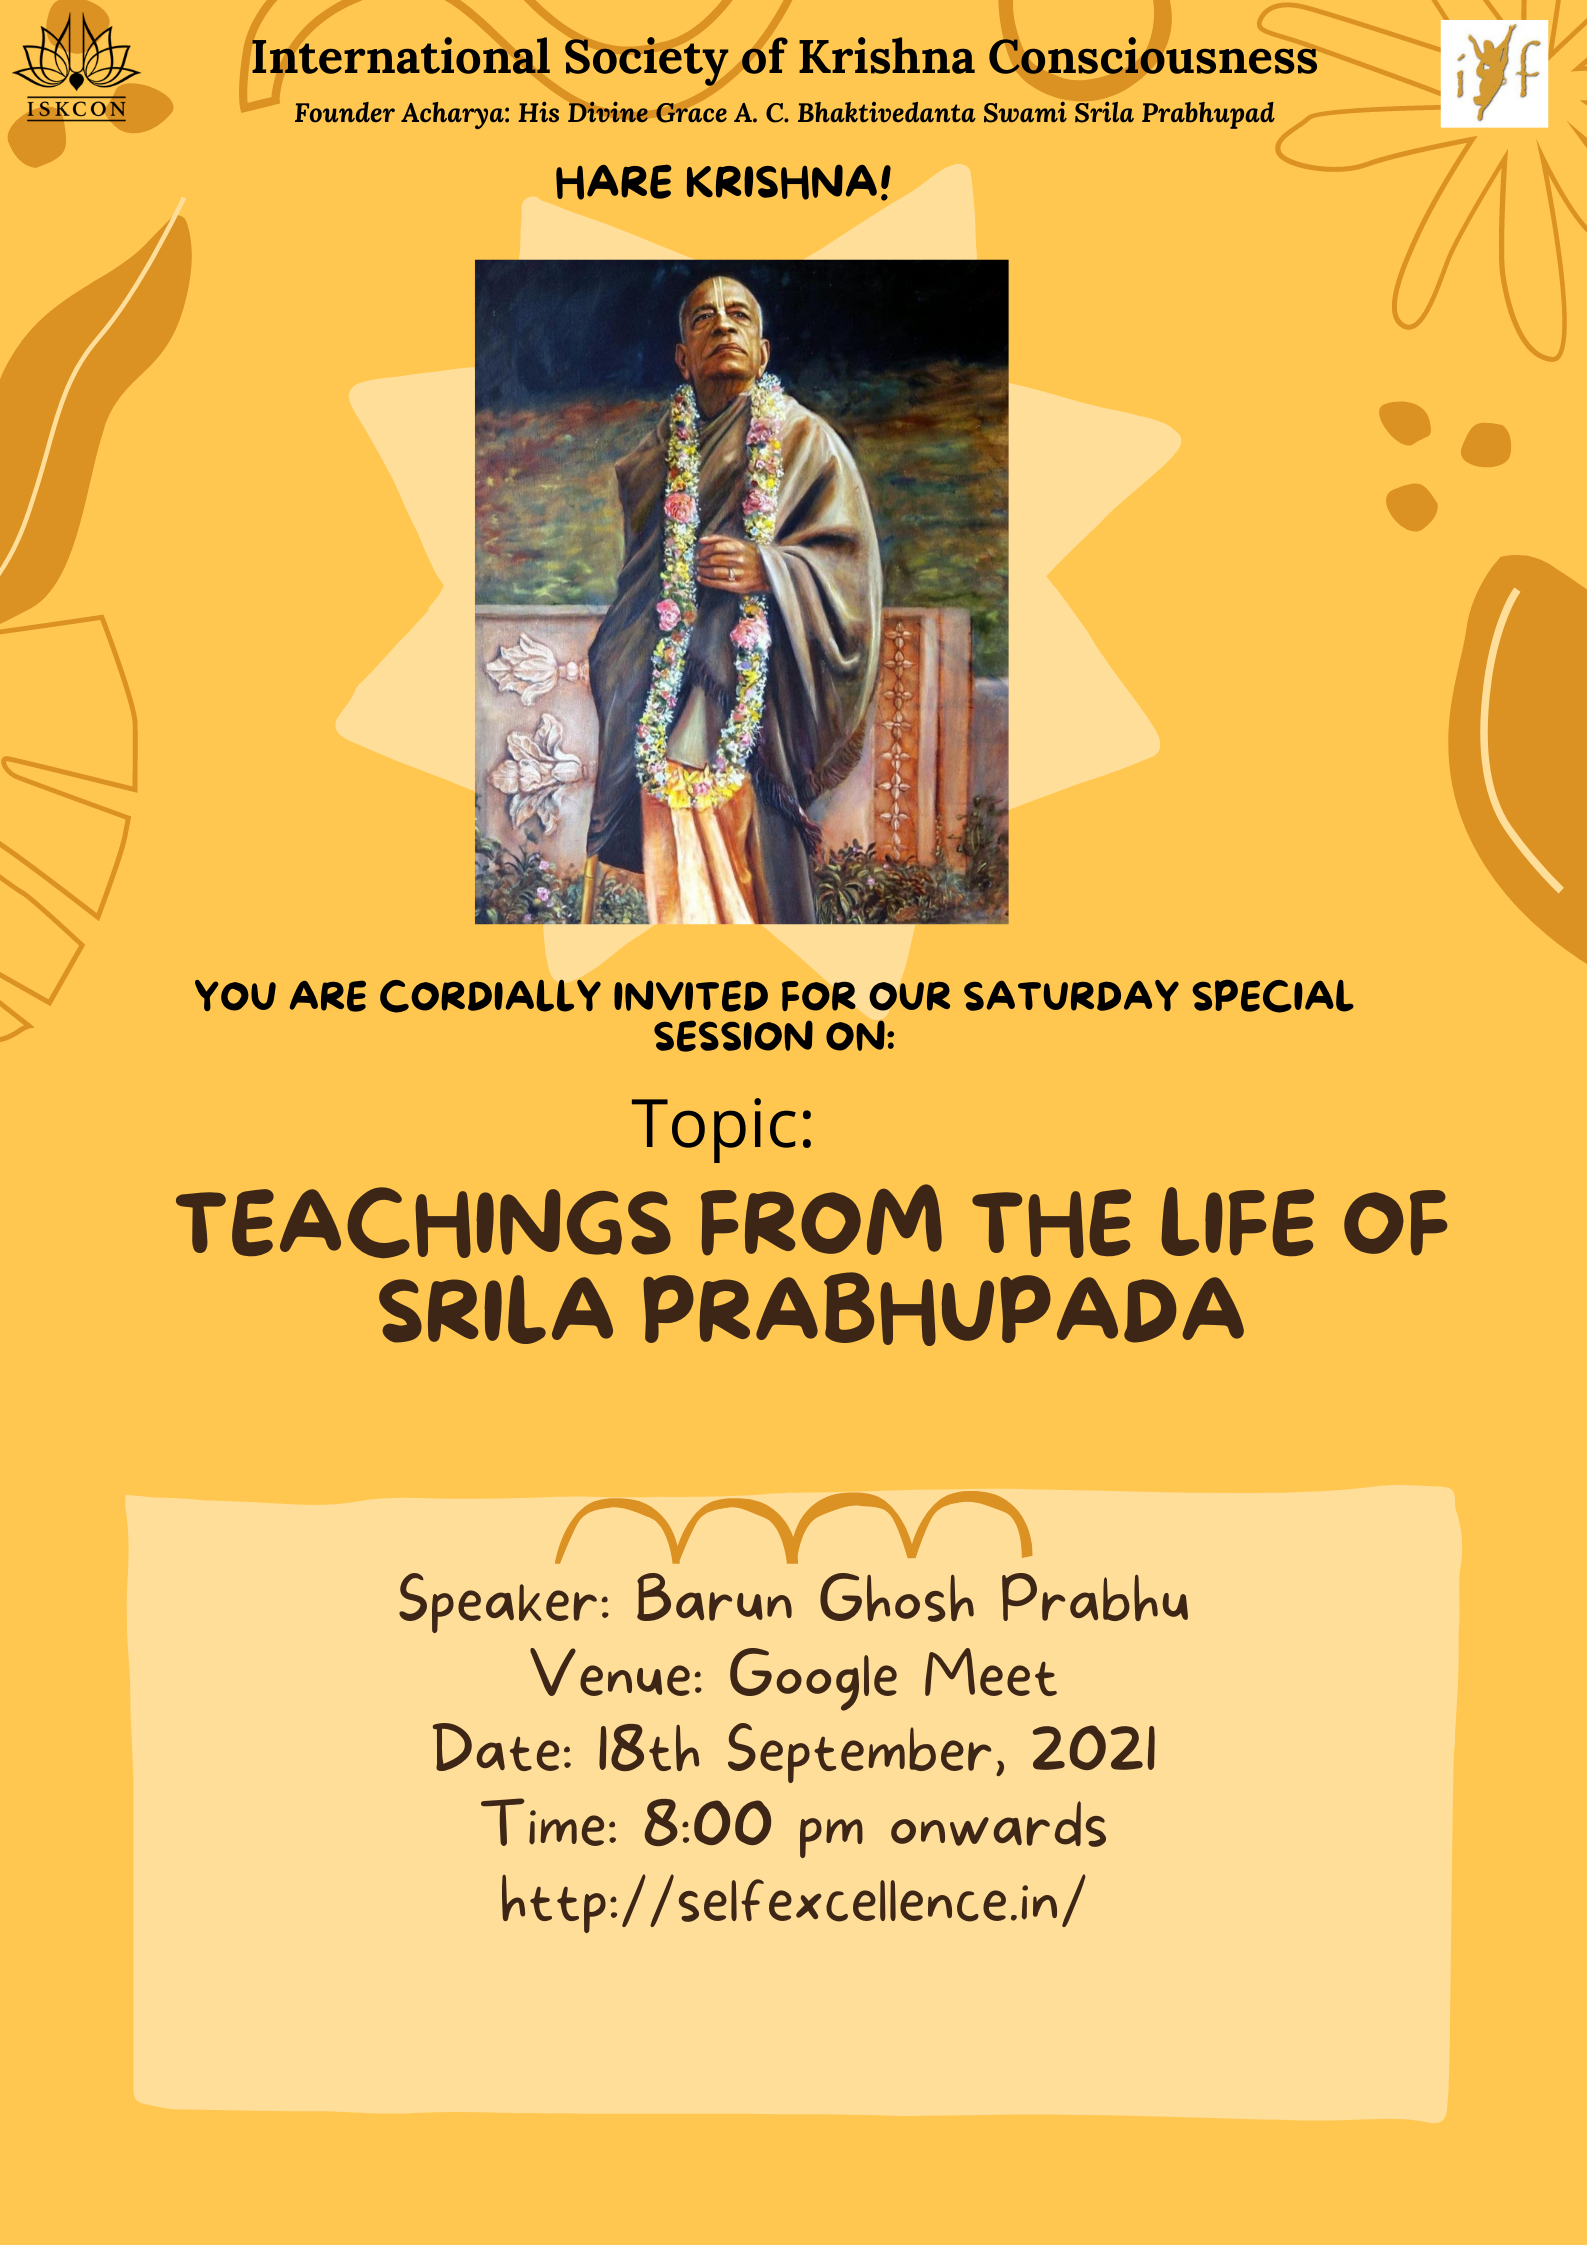 ISKCON
International Society of Krishna Consciousness
Founder Acharya: His Divine Grace A. C. Bhaktivedanta Swami Srila Prabhupad
iyf
HARE KRISHNA!
YOU ARE CORDIALLY INVITED FOR OUR SATURDAY SPECIAL
SESSION ON:
Topic:
TEACHINGS FROM THE LIFE OF
SRILA PRABHUPADA
Speaker: Barun Ghosh Prabhu
Venue: Google Meet
Date: 18th September, 2021
Time: 8:00 pm onwards
http://selfexcellence.in/